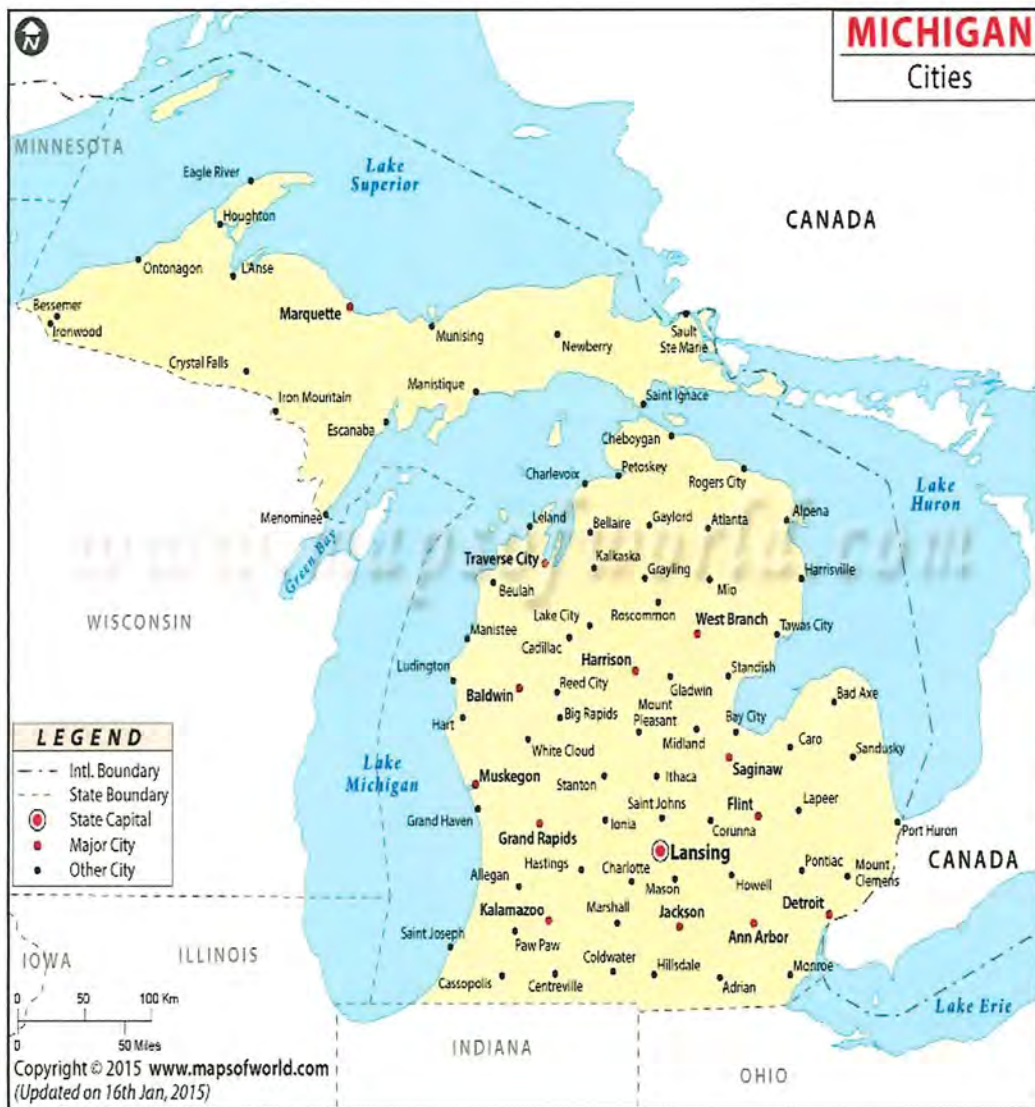 N
MICHIGAN
Cities
MINNESOTA
Lake
Superior
Eagle River
CANADA
Houghton
Ontonagon
L'Anse
Bessemer
Ironwood
Marquette
Munising
Newberry
Sault
Ste Marie
Crystal Falls
Manistique
Iron Mountain
Saint Ignace
Escanaba
Cheboygan
Charlevoix
Petoskey
Rogers City
Lake
Huron
Menominee
Leland
Bellaire
Gaylord
Atlanta
Alpena
www.mapsofworld.com
Green Bay
Traverse City
Kalkaska
Grayling
Mio
Harrisville
Beulah
WISCONSIN
Lake City
Roscommon
West Branch
Manistee
Cadillac
Tawas City
Ludington
Harrison
Standish
Baldwin
Reed City
Gladwin
Bad Axe
Hart
Big Rapids
Mount
Pleasant
Bay City
White Cloud
Midland
Caro
Sandusky
LEGEND
Intl. Boundary
State Boundary
State Capital
Major City
Other City
Lake
Michigan
Muskegon
Stanton
Ithaca
Saginaw
Grand Haven
Saint Johns
Flint
Lapeer
Grand Rapids
Ionia
Corunna
Port Huron
Lansing
CANADA
Hastings
Charlotte
Pontiac
Mount
Clemens
Allegan
Mason
Howell
Kalamazoo
Marshall
Jackson
Detroit
Saint Joseph
Paw Paw
Ann Arbor
IOWA
ILLINOIS
Cassopolis
Centreville
Coldwater
Hillsdale
Adrian
Monroe
0 50 100 Km
0 50 Miles
Lake Erie
INDIANA
OHIO
Copyright © 2015 www.mapsofworld.com
(Updated on 16th Jan, 2015)